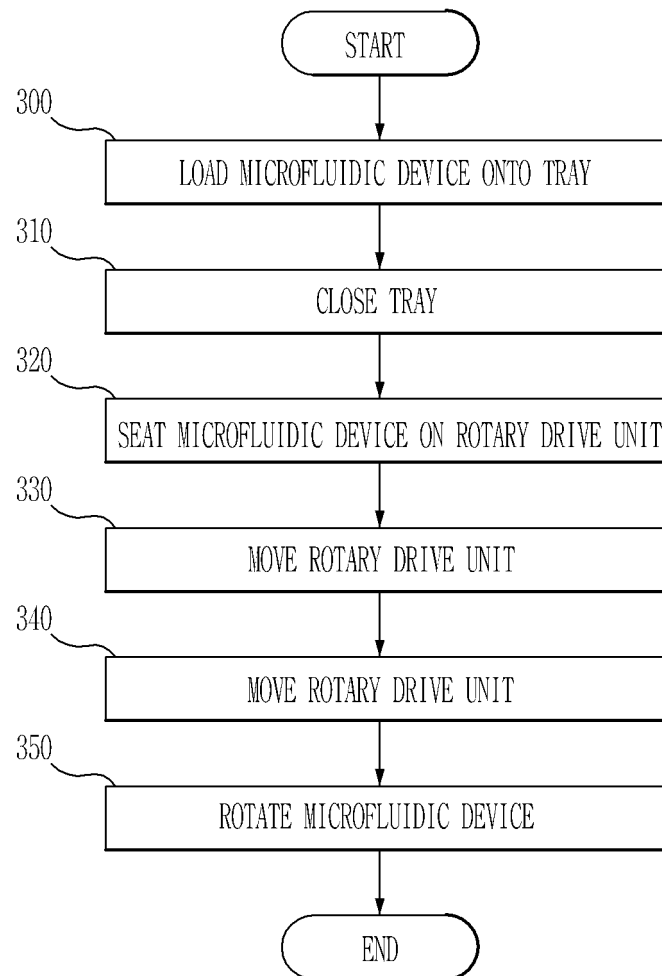 START
300
LOAD MICROFLUIDIC DEVICE ONTO TRAY
310
CLOSE TRAY
320
SEAT MICROFLUIDIC DEVICE ON ROTARY DRIVE UNIT
330
MOVE ROTARY DRIVE UNIT
340
MOVE ROTARY DRIVE UNIT
350
ROTATE MICROFLUIDIC DEVICE
END